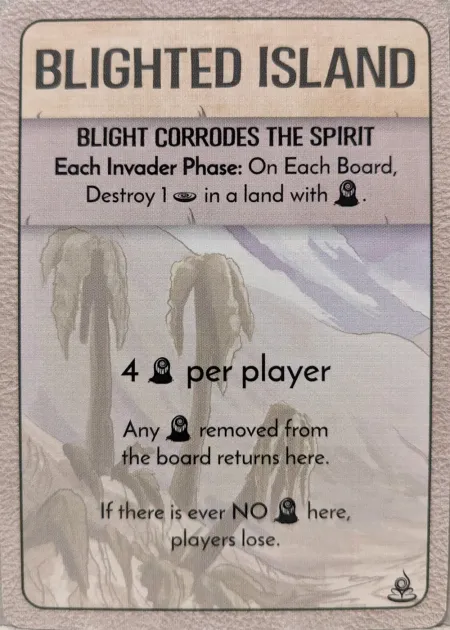 BLIGHTED ISLAND
BLIGHT CORRODES THE SPIRIT
Each Invader Phase: On Each Board,
Destroy 1 in a land with .
4 per player
Any removed from
the board returns here.
If there is ever NO here,
players lose.